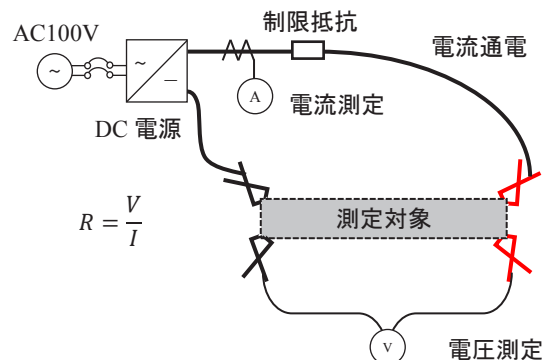 AC100V
~
~
—
DC 電源
A
電流測定
制限抵抗
電流通電
測定対象
R = V/I
V
電圧測定